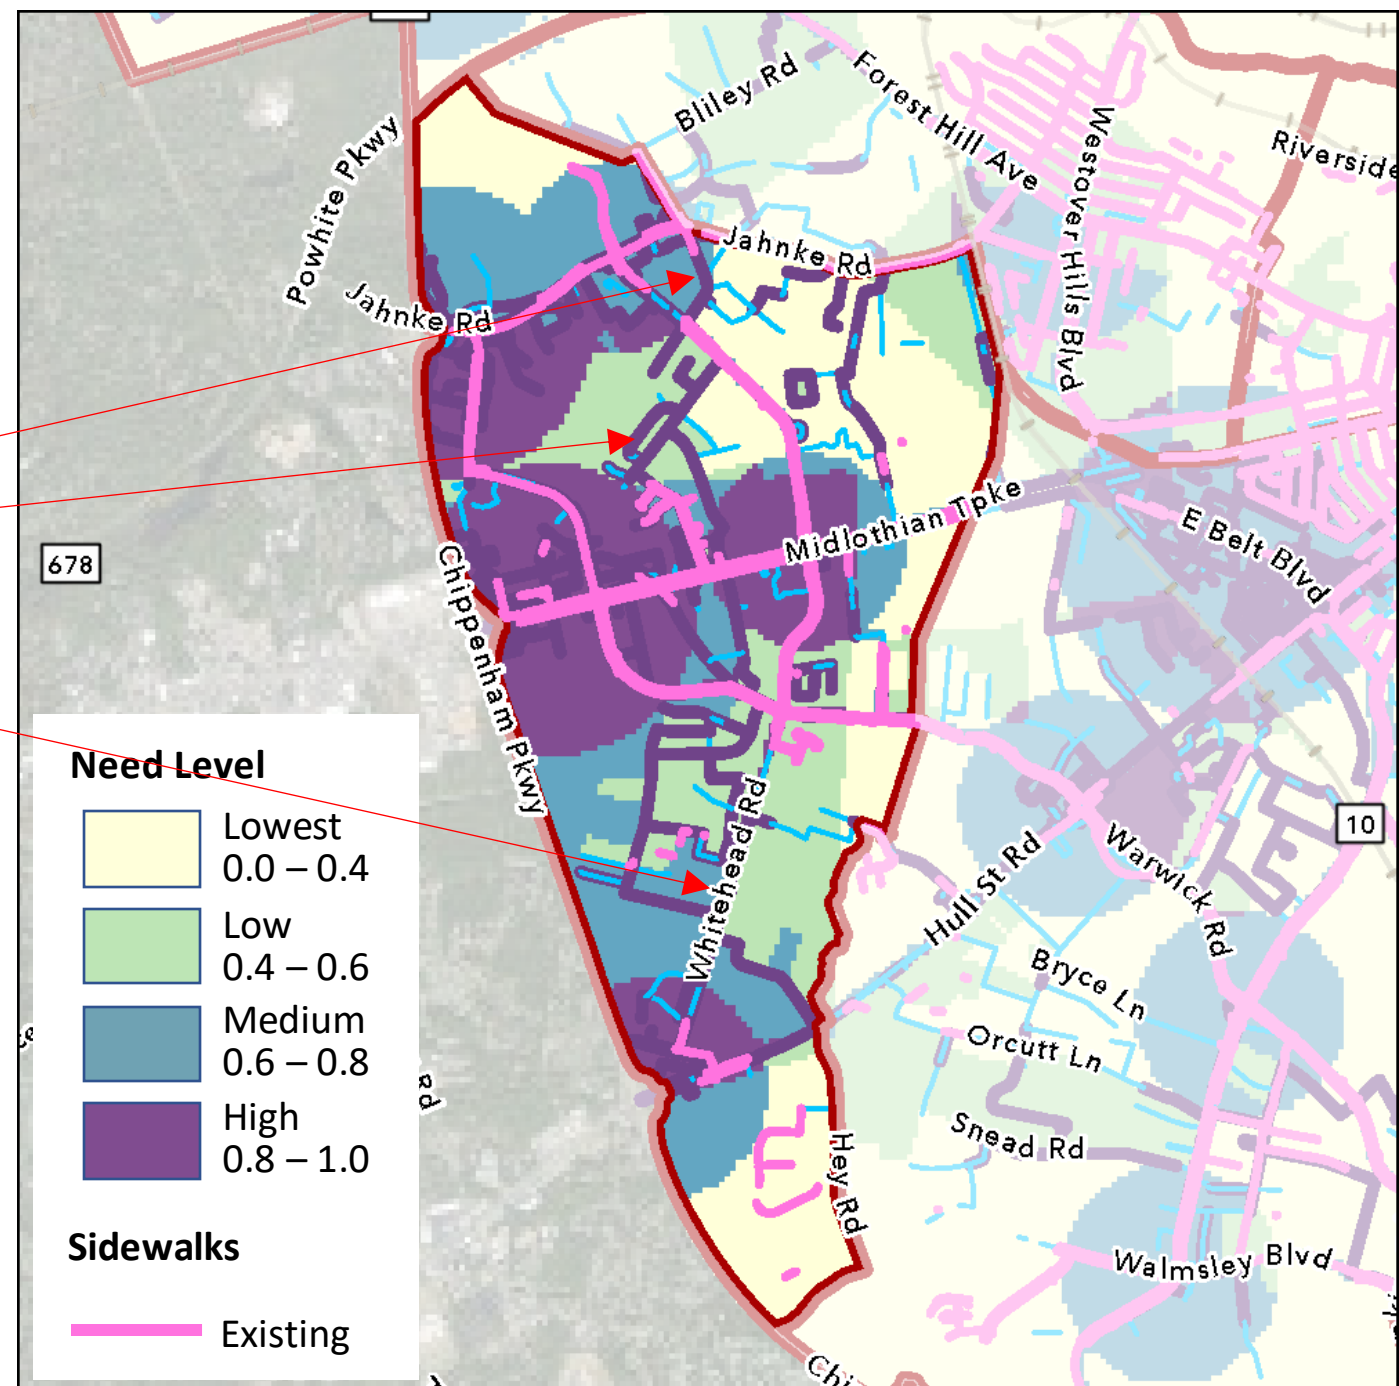 Bliley Rd
Forest Hill Ave
Westover Hills Blvd
Riverside
Powhite Pkwy
Jahnke Rd
Jahnke Rd
Midlothian Tpke
E Belt Blvd
678
Chippenham Pkwy
10
Whitehead Rd
Hull St Rd
Warwick Rd
Bryce Ln
Orcutt Ln
Snead Rd
Hey Rd
Walmsley Blvd
Rd
Chi
Need Level
Lowest
0.0 – 0.4
Low
0.4 – 0.6
Medium
0.6 – 0.8
High
0.8 – 1.0
Sidewalks
Existing